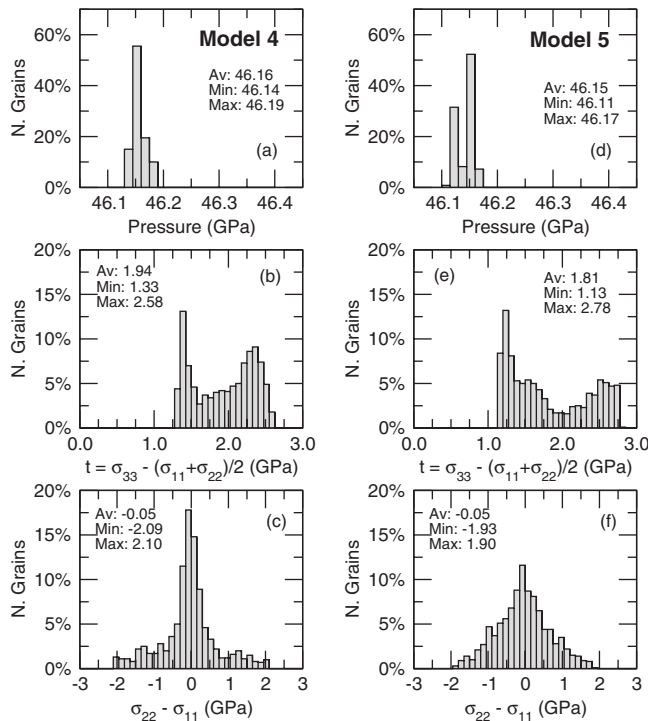 Model 4
Av: 46.16
Min: 46.14
Max: 46.19
(a)
N. Grains
60%
40%
20%
0%
46.1 46.2 46.3 46.4
Pressure (GPa)
Model 5
Av: 46.15
Min: 46.11
Max: 46.17
(d)
N. Grains
60%
40%
20%
0%
46.1 46.2 46.3 46.4
Pressure (GPa)
Av: 1.94
Min: 1.33
Max: 2.58
(b)
N. Grains
20%
15%
10%
5%
0%
0.0 1.0 2.0 3.0
t = σ33 - (σ11+σ22)/2 (GPa)
(e)
Av: 1.81
Min: 1.13
Max: 2.78
N. Grains
20%
15%
10%
5%
0%
0.0 1.0 2.0 3.0
t = σ33 - (σ11+σ22)/2 (GPa)
Av: -0.05
Min: -2.09
Max: 2.10
(c)
N. Grains
20%
15%
10%
5%
0%
-3 -2 -1 0 1 2 3
σ22 - σ11 (GPa)
Av: -0.05
Min: -1.93
Max: 1.90
(f)
N. Grains
20%
15%
10%
5%
0%
-3 -2 -1 0 1 2 3
σ22 - σ11 (GPa)